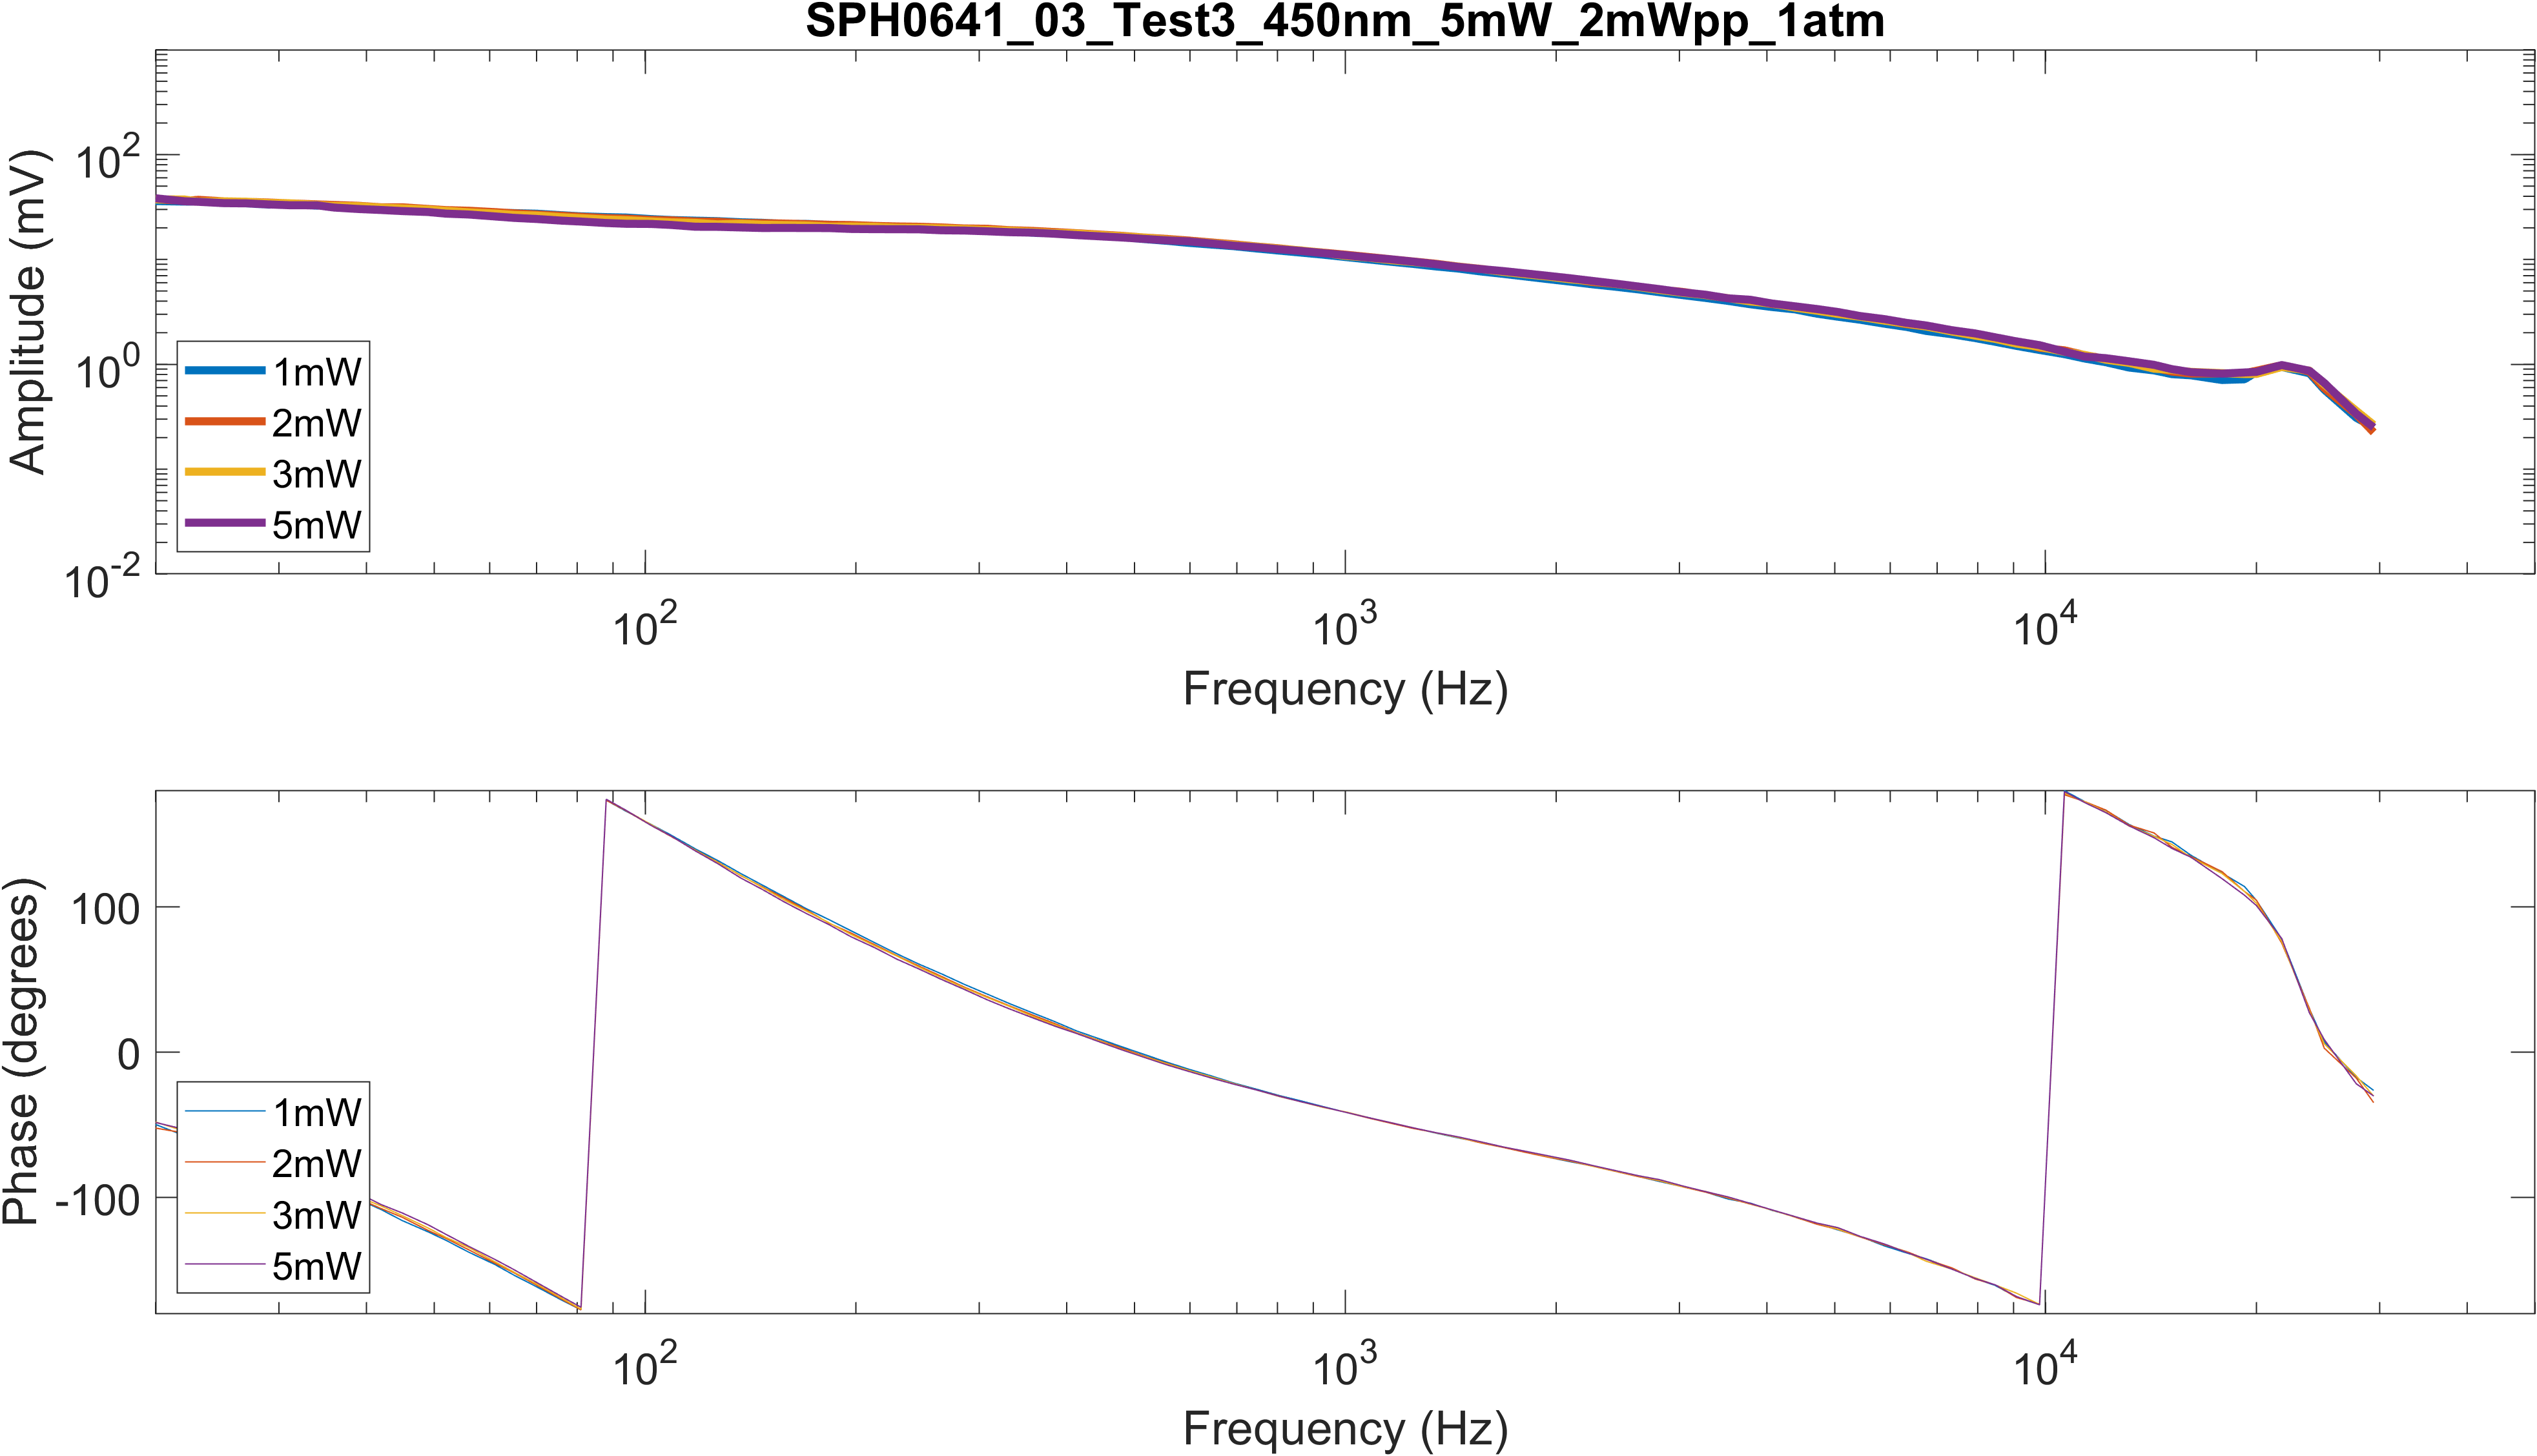 SPH0641_03_Test3_450nm_5mW_2mWpp_1atm
Amplitude (mV)
10^2
10^0
10^-2
1mW
2mW
3mW
5mW
10^2
10^3
10^4
Frequency (Hz)
Phase (degrees)
100
0
-100
1mW
2mW
3mW
5mW
10^2
10^3
10^4
Frequency (Hz)